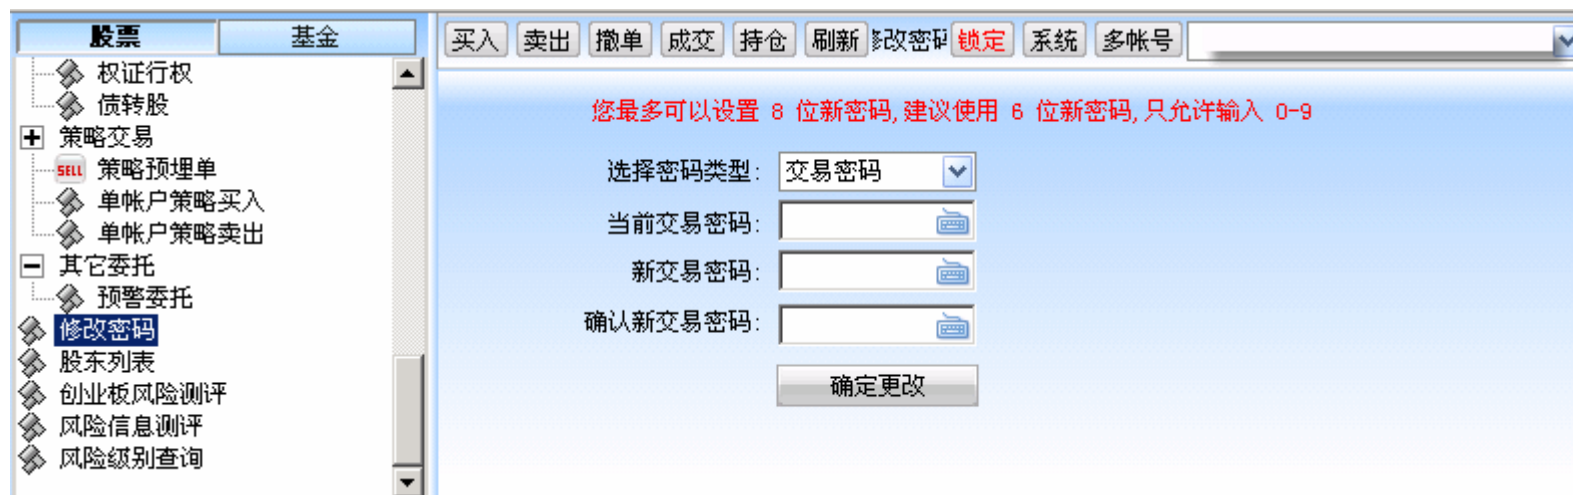 股票 基金
买入 卖出 撤单 成交 持仓 刷新 修改密码 锁定 系统 多帐号
权证行权
债转股
策略交易
SELL 策略预埋单
单帐户策略买入
单帐户策略卖出
其它委托
预警委托
修改密码
股东列表
创业板风险测评
风险信息测评
风险级别查询
您最多可以设置 8 位新密码,建议使用 6 位新密码,只允许输入 0-9
选择密码类型: 交易密码
当前交易密码:
新交易密码:
确认新交易密码:
确定更改